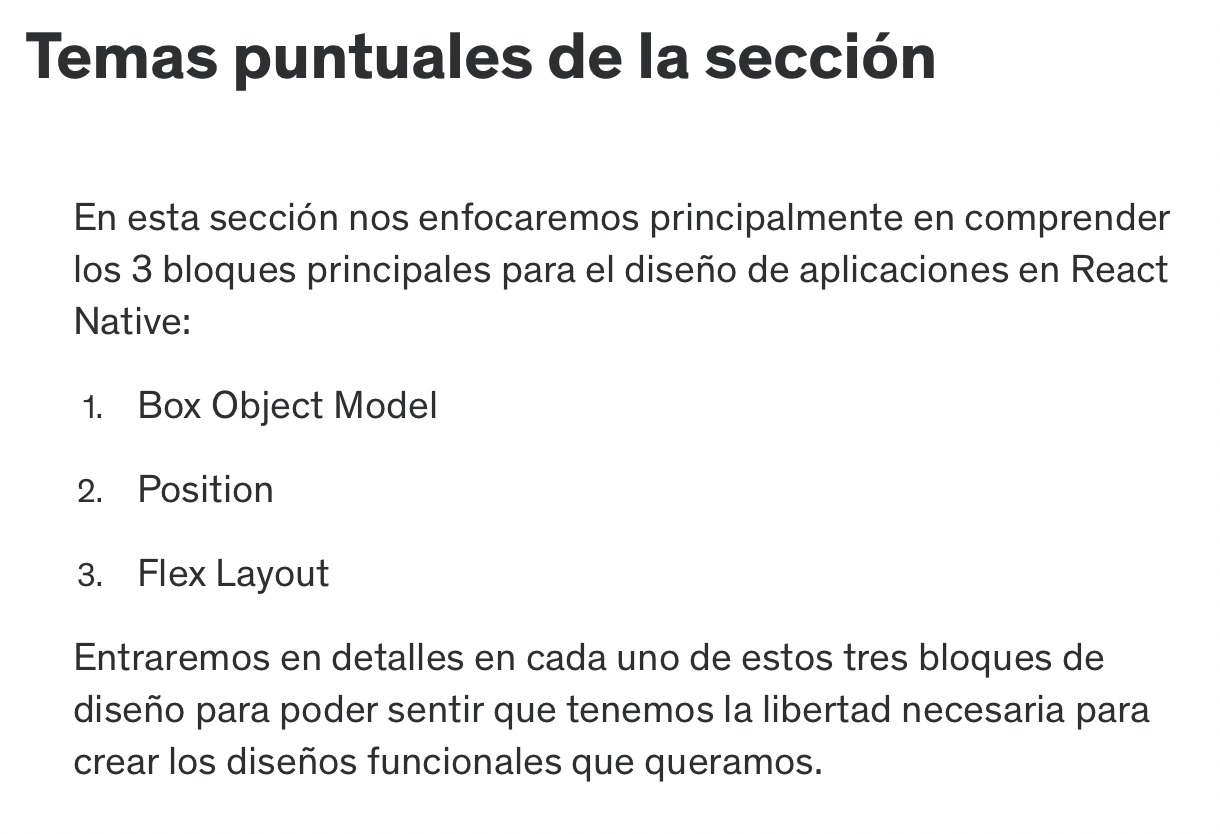 Temas puntuales de la sección
En esta sección nos enfocaremos principalmente en comprender
los 3 bloques principales para el diseño de aplicaciones en React
Native:
1. Box Object Model
2. Position
3. Flex Layout
Entraremos en detalles en cada uno de estos tres bloques de
diseño para poder sentir que tenemos la libertad necesaria para
crear los diseños funcionales que queramos.